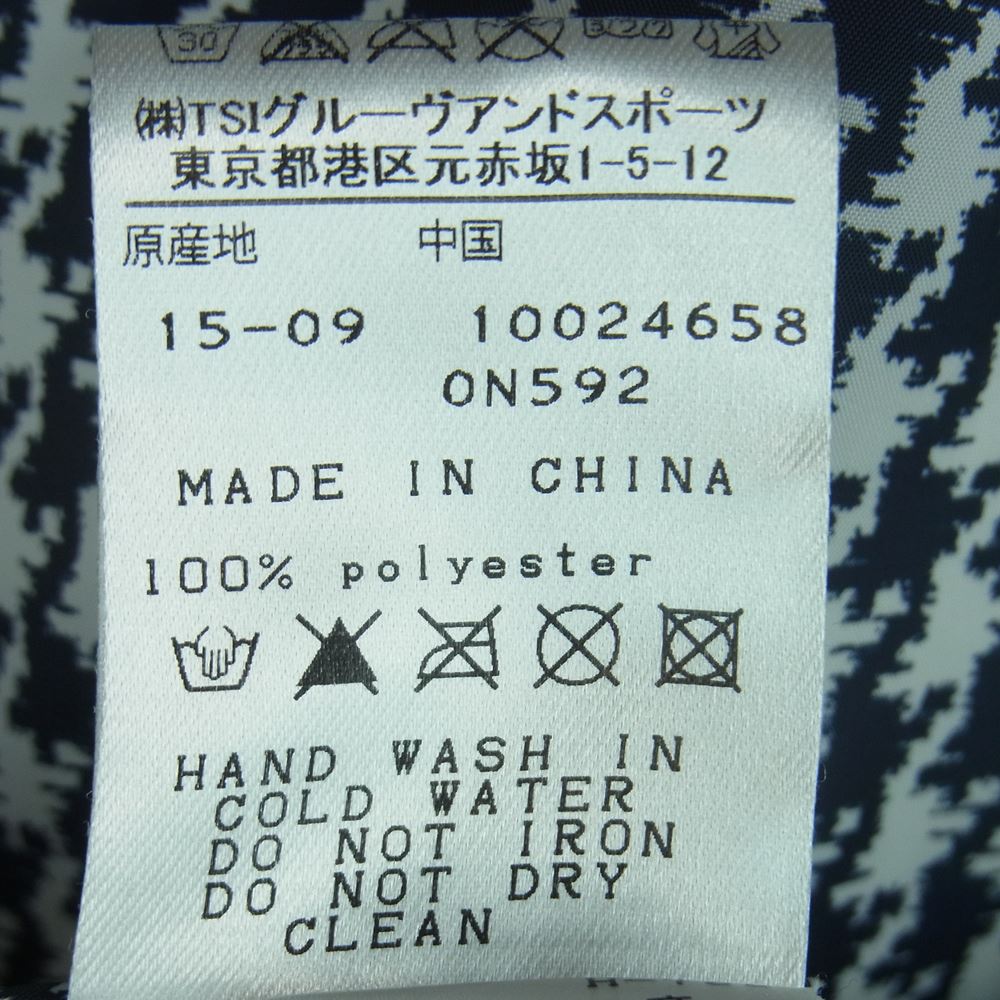 30
(株)TSIグルーヴアンドスポーツ
東京都港区元赤坂1-5-12
原産地 中国
15-09 10024658
0N592
MADE IN CHINA
100% polyester
HAND WASH IN
COLD WATER
DO NOT IRON
DO NOT DRY
CLEAN